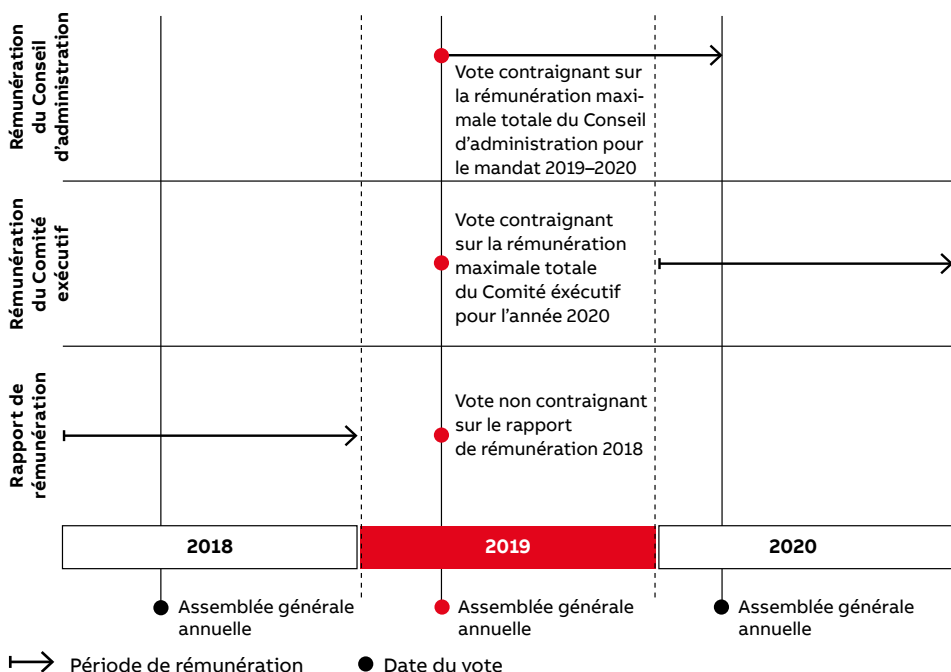 Rémunération
du Conseil
d'administration
Vote contraignant sur
la rémunération maxi-
male totale du Conseil
d'administration pour
le mandat 2019–2020
Rémunération
du Comité
exécutif
Vote contraignant
sur la rémunération
maximale totale
du Comité éxécutif
pour l'année 2020
Rapport de
rémunération
Vote non contraignant
sur le rapport
de rémunération 2018
2018
2019
2020
Assemblée générale
annuelle
Assemblée générale
annuelle
Assemblée générale
annuelle
Période de rémunération
Date du vote